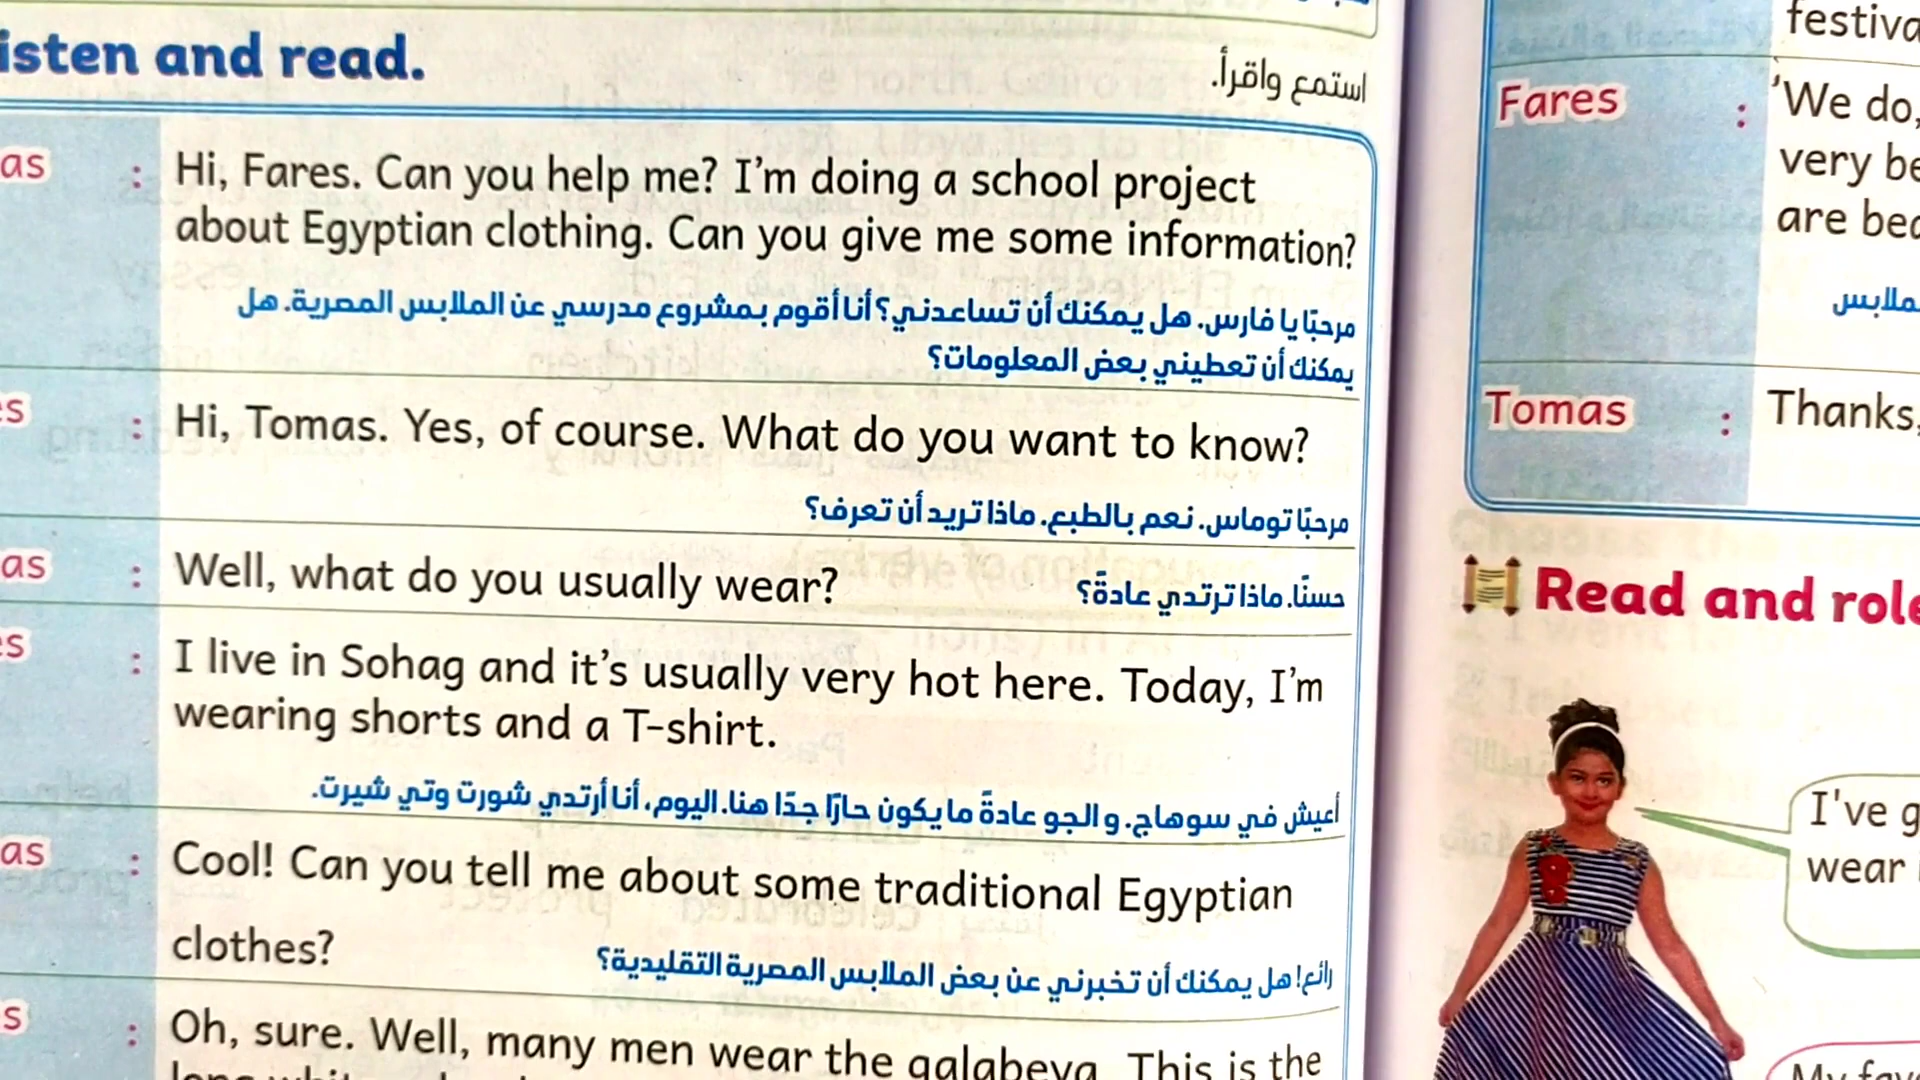 isten and read.
استمع واقرأ.
as : Hi, Fares. Can you help me? I'm doing a school project
about Egyptian clothing. Can you give me some information?
مرحبًا يا فارس. هل يمكنك أن تساعدني؟ أنا أقوم بمشروع مدرسي عن الملابس المصرية. هل
يمكنك أن تعطيني بعض المعلومات؟
es : Hi, Tomas. Yes, of course. What do you want to know?
مرحبًا توماس. نعم بالطبع. ماذا تريد أن تعرف؟
as : Well, what do you usually wear? حسنًا. ماذا ترتدي عادةً؟
es : I live in Sohag and it's usually very hot here. Today, I'm
wearing shorts and a T-shirt.
أعيش في سوهاج. و الجو عادةً ما يكون حارًا جدًا هنا. اليوم، أنا أرتدي شورت وتي شيرت.
as : Cool! Can you tell me about some traditional Egyptian
clothes? رائع! هل يمكنك أن تخبرني عن بعض الملابس المصرية التقليدية؟
s : Oh, sure. Well, many men wear the galabeya. This is the
festiva
Fares : 'We do,
very be
are bea
ملابس
Tomas : Thanks,
Read and role
I've g
wear
My fav